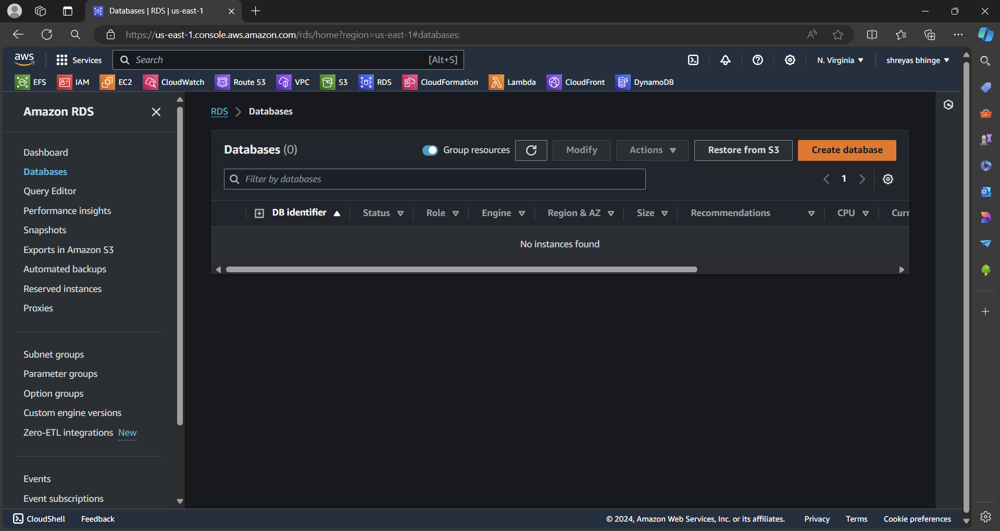 Databases | RDS | us-east-1
https://us-east-1.console.aws.amazon.com/rds/home?region=us-east-1#databases:
aws Services Search [Alt+S] N. Virginia shreyas bhinge
EFS IAM EC2 CloudWatch Route 53 VPC S3 RDS CloudFormation Lambda CloudFront DynamoDB
Amazon RDS
Dashboard
Databases
Query Editor
Performance insights
Snapshots
Exports in Amazon S3
Automated backups
Reserved instances
Proxies
Subnet groups
Parameter groups
Option groups
Custom engine versions
Zero-ETL integrations New
Events
Event subscriptions
RDS > Databases
Databases (0) Group resources Modify Actions Restore from S3 Create database
Filter by databases 1
DB identifier Status Role Engine Region & AZ Size Recommendations CPU Curr
No instances found
CloudShell Feedback © 2024, Amazon Web Services, Inc. or its affiliates. Privacy Terms Cookie preferences